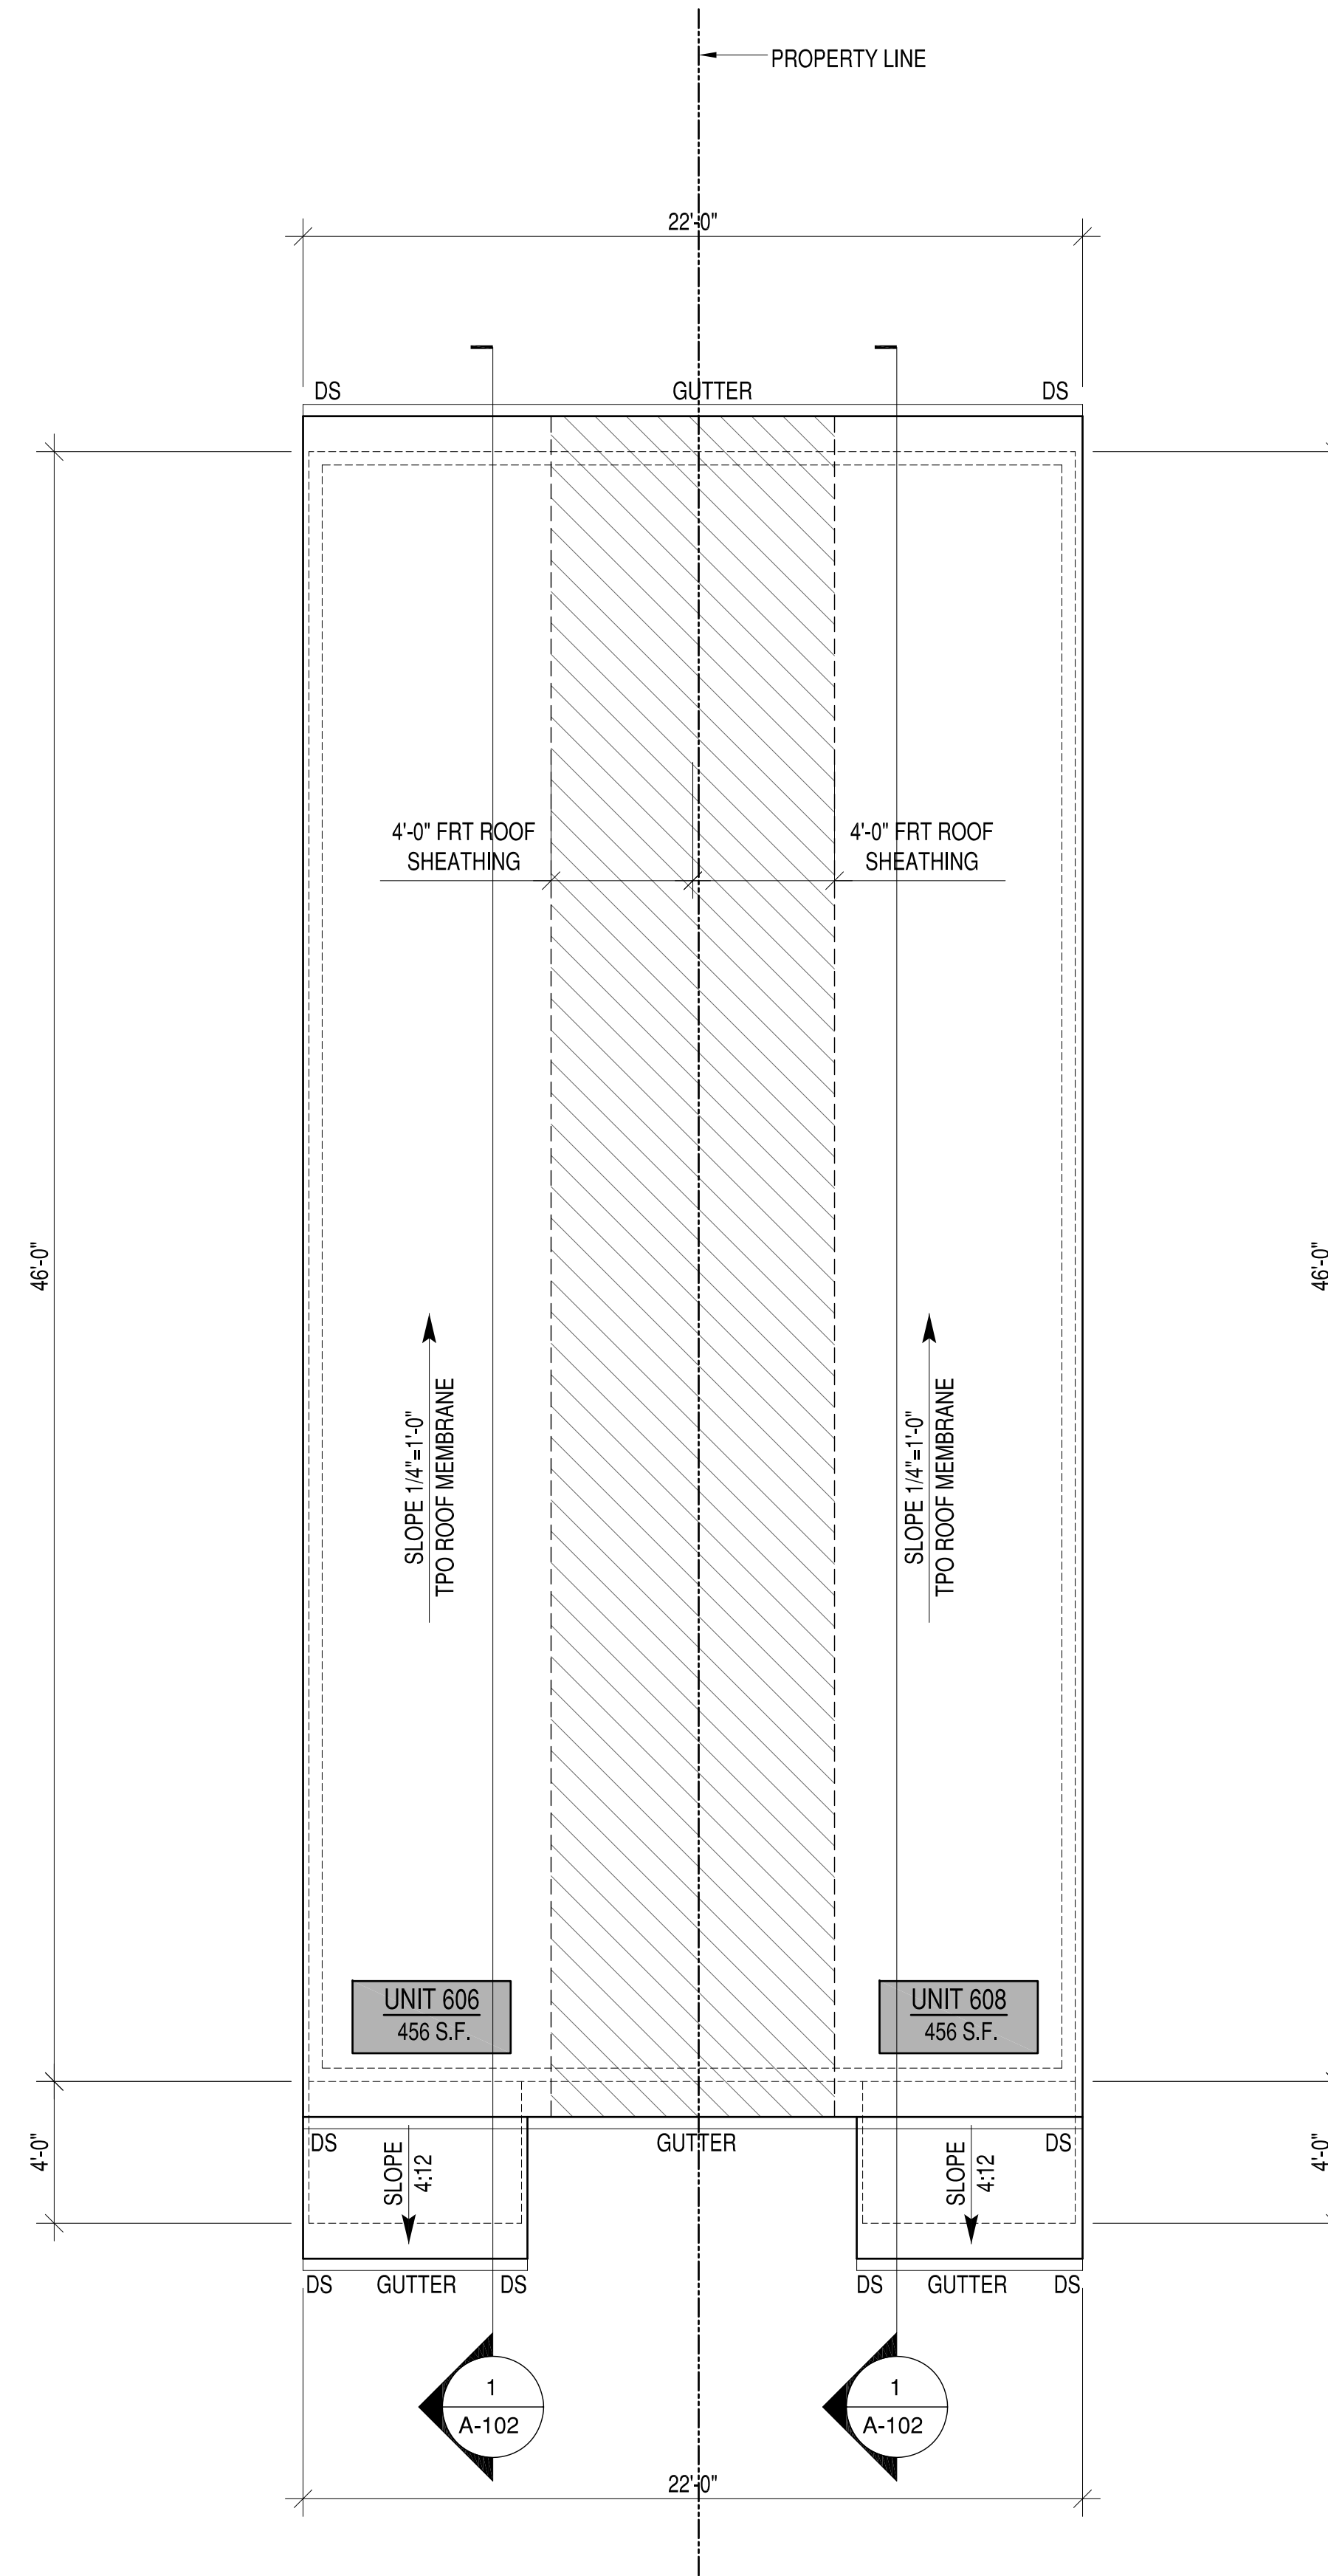 PROPERTY LINE
22'-0"
DS
GUTTER
DS
4'-0" FRT ROOF
SHEATHING
4'-0" FRT ROOF
SHEATHING
46'-0"
46'-0"
SLOPE 1/4"=1'-0"
TPO ROOF MEMBRANE
SLOPE 1/4"=1'-0"
TPO ROOF MEMBRANE
UNIT 606
456 S.F.
UNIT 608
456 S.F.
4'-0"
DS
SLOPE
4:12
GUTTER
SLOPE
4:12
DS
4'-0"
DS
GUTTER
DS
DS
GUTTER
DS
1
A-102
1
A-102
22'-0"